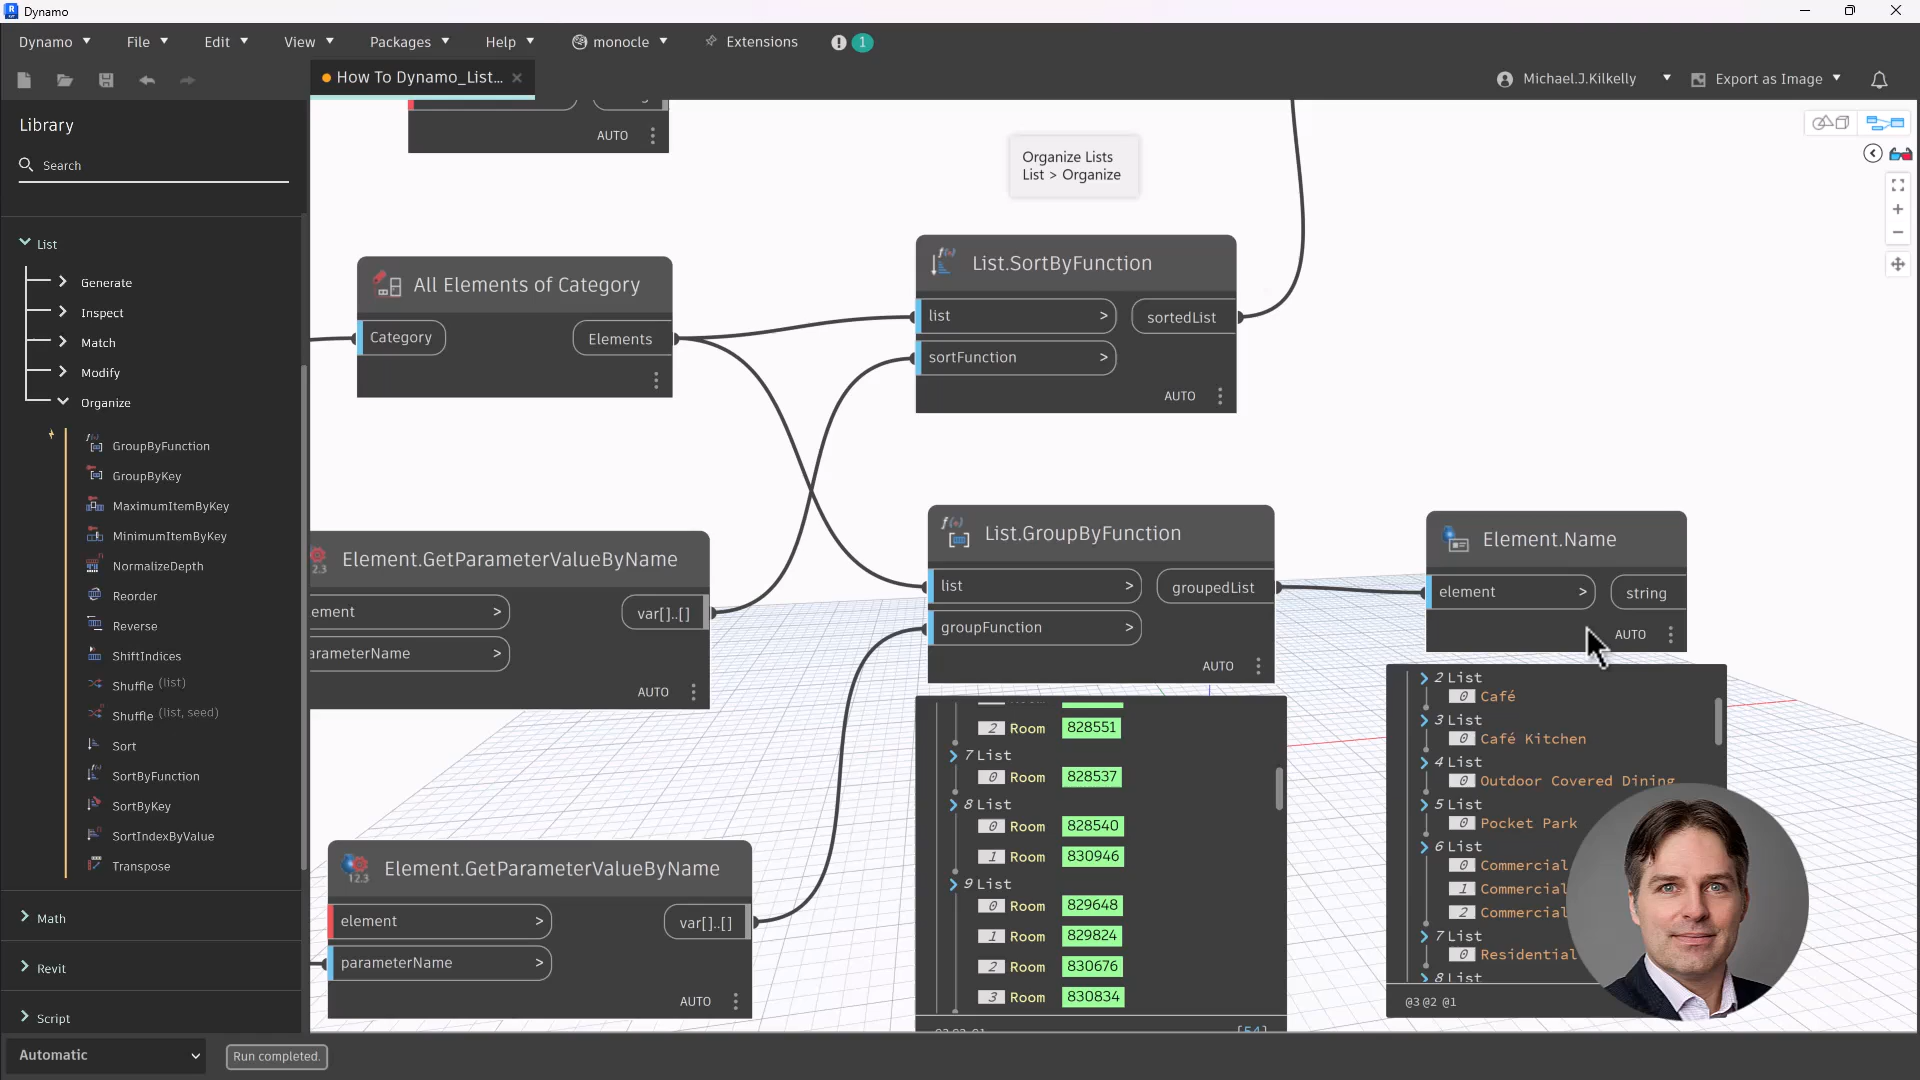 Dynamo
Dynamo File Edit View Packages Help monocle Extensions 1
How To Dynamo_List...
Michael.J.Kilkelly Export as Image
Library
Search
List
Generate
Inspect
Match
Modify
Organize
GroupByFunction
GroupByKey
MaximumItemByKey
MinimumItemByKey
NormalizeDepth
Reorder
Reverse
ShiftIndices
Shuffle (list)
Shuffle (list, seed)
Sort
SortByFunction
SortByKey
SortIndexByValue
Transpose
Math
Revit
Script
Automatic
Run completed.
AUTO
Organize Lists
List > Organize
All Elements of Category
Category
Elements
List.SortByFunction
list >
sortedList
sortFunction >
AUTO
Element.GetParameterValueByName
ement >
var[]..[]
arameterName >
AUTO
Element.GetParameterValueByName
element >
var[]..[]
parameterName >
AUTO
List.GroupByFunction
list >
groupedList
groupFunction >
AUTO
2 Room 828551
7 List
0 Room 828537
8 List
0 Room 828540
1 Room 830946
9 List
0 Room 829648
1 Room 829824
2 Room 830676
3 Room 830834
Element.Name
element >
string
AUTO
2 List
0 Café
3 List
0 Café Kitchen
4 List
0 Outdoor Covered Dining
5 List
0 Pocket Park
6 List
0 Commercial
1 Commercial
2 Commercial
7 List
0 Residential
8 List
@3 @2 @1